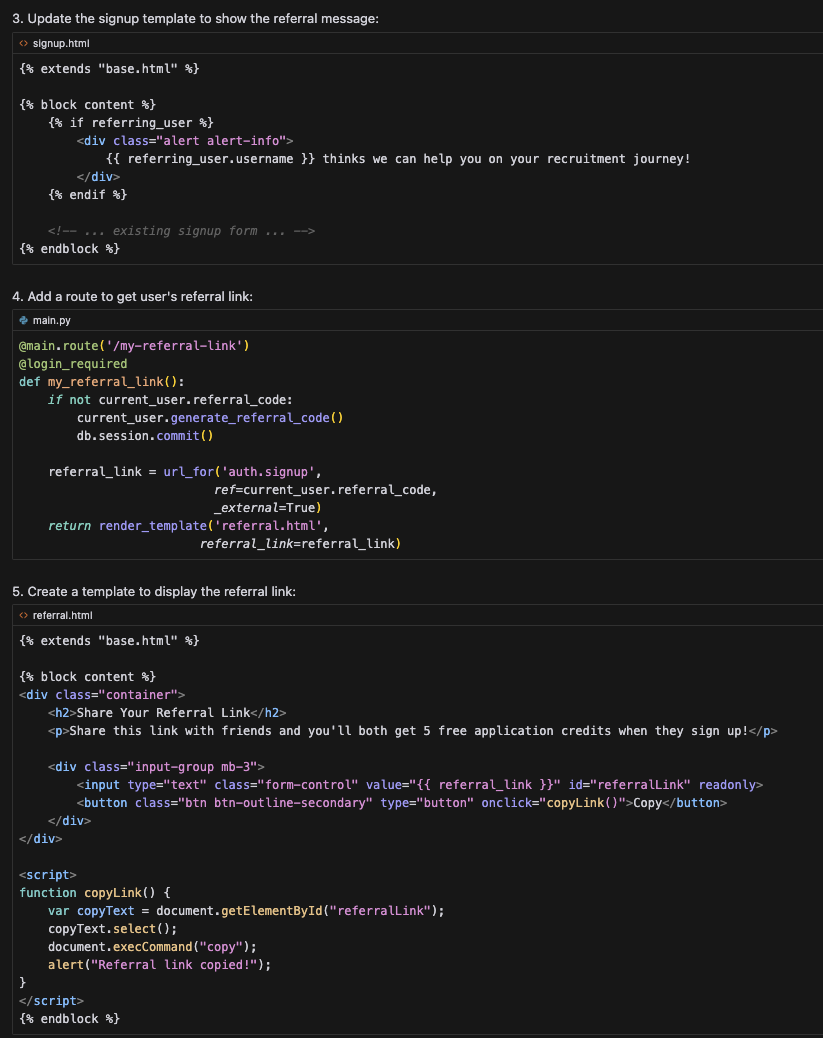 3. Update the signup template to show the referral message:
<> signup.html
{% extends "base.html" %}
{% block content %}
    {% if referring_user %}
        <div class="alert alert-info">
            {{ referring_user.username }} thinks we can help you on your recruitment journey!
        </div>
    {% endif %}
    <!-- ... existing signup form ... -->
{% endblock %}
4. Add a route to get user's referral link:
main.py
@main.route('/my-referral-link')
@login_required
def my_referral_link():
    if not current_user.referral_code:
        current_user.generate_referral_code()
        db.session.commit()
    referral_link = url_for('auth.signup',
                           ref=current_user.referral_code,
                           _external=True)
    return render_template('referral.html',
                         referral_link=referral_link)
5. Create a template to display the referral link:
<> referral.html
{% extends "base.html" %}
{% block content %}
<div class="container">
    <h2>Share Your Referral Link</h2>
    <p>Share this link with friends and you'll both get 5 free application credits when they sign up!</p>
    <div class="input-group mb-3">
        <input type="text" class="form-control" value="{{ referral_link }}" id="referralLink" readonly>
        <button class="btn btn-outline-secondary" type="button" onclick="copyLink()">Copy</button>
    </div>
</div>
<script>
function copyLink() {
    var copyText = document.getElementById("referralLink");
    copyText.select();
    document.execCommand("copy");
    alert("Referral link copied!");
}
</script>
{% endblock %}